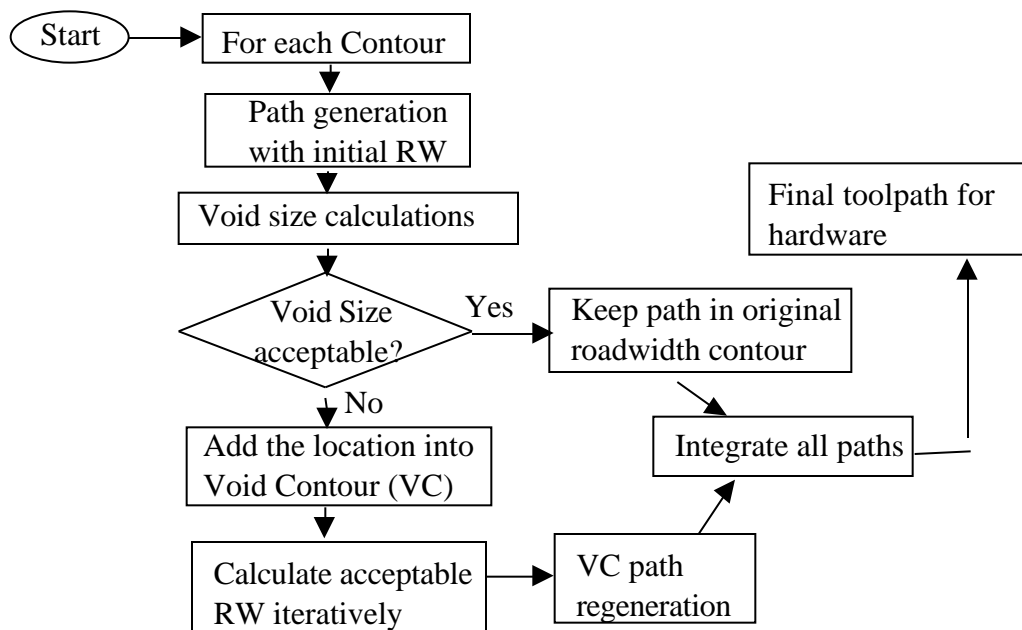 Start
For each Contour
Path generation
with initial RW
Void size calculations
Void Size
acceptable?
Yes
Keep path in original
roadwidth contour
No
Add the location into
Void Contour (VC)
Calculate acceptable
RW iteratively
VC path
regeneration
Integrate all paths
Final toolpath for
hardware